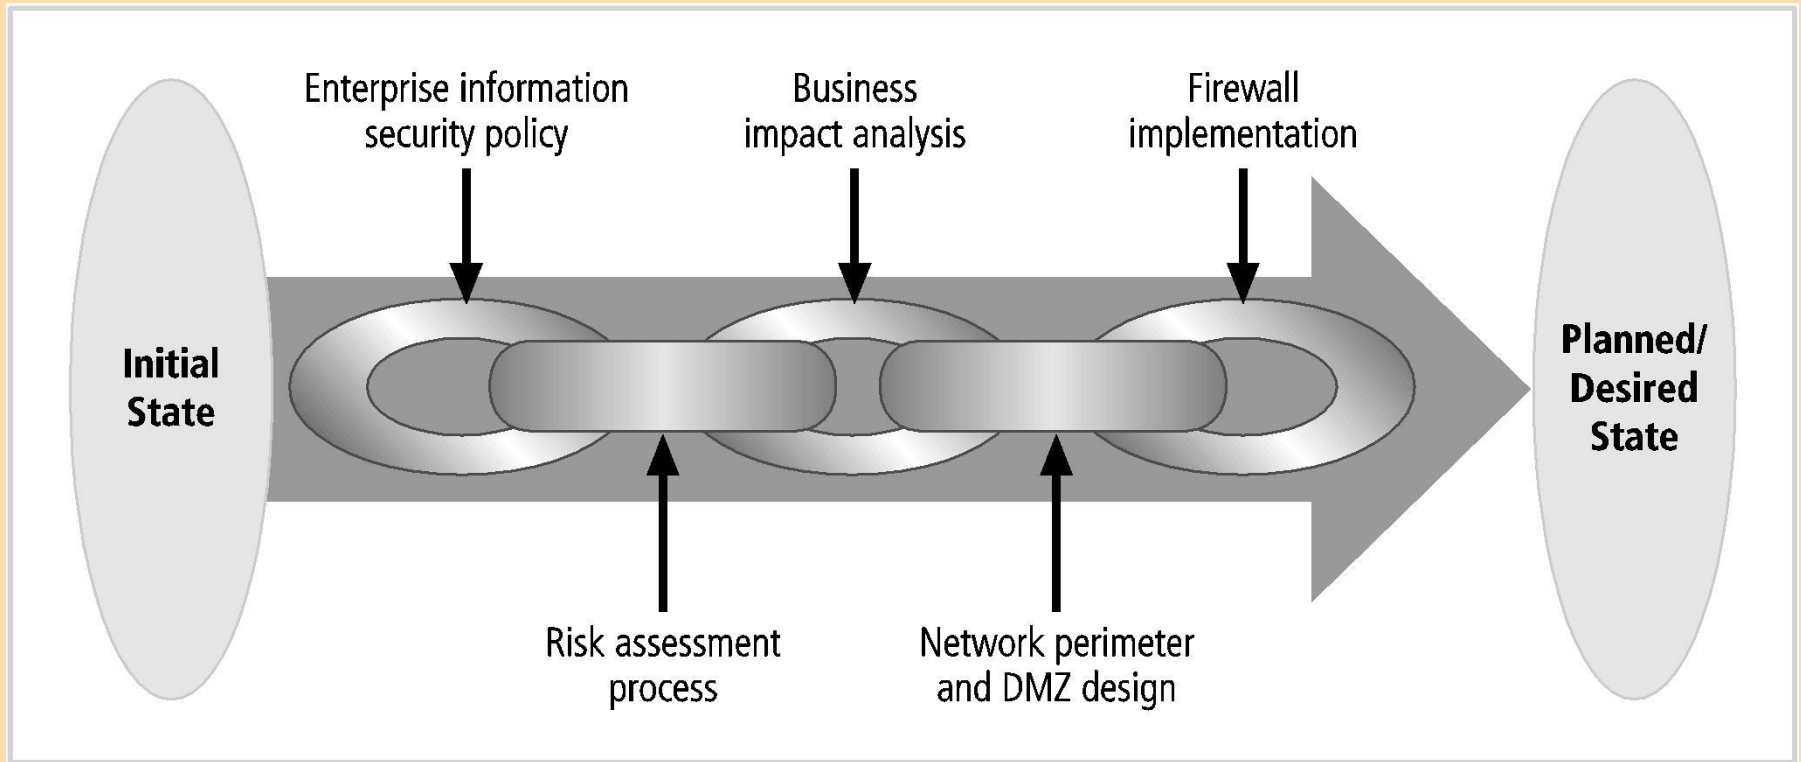 Enterprise information
security policy
Business
impact analysis
Firewall
implementation
Initial
State
Planned/
Desired
State
Risk assessment
process
Network perimeter
and DMZ design